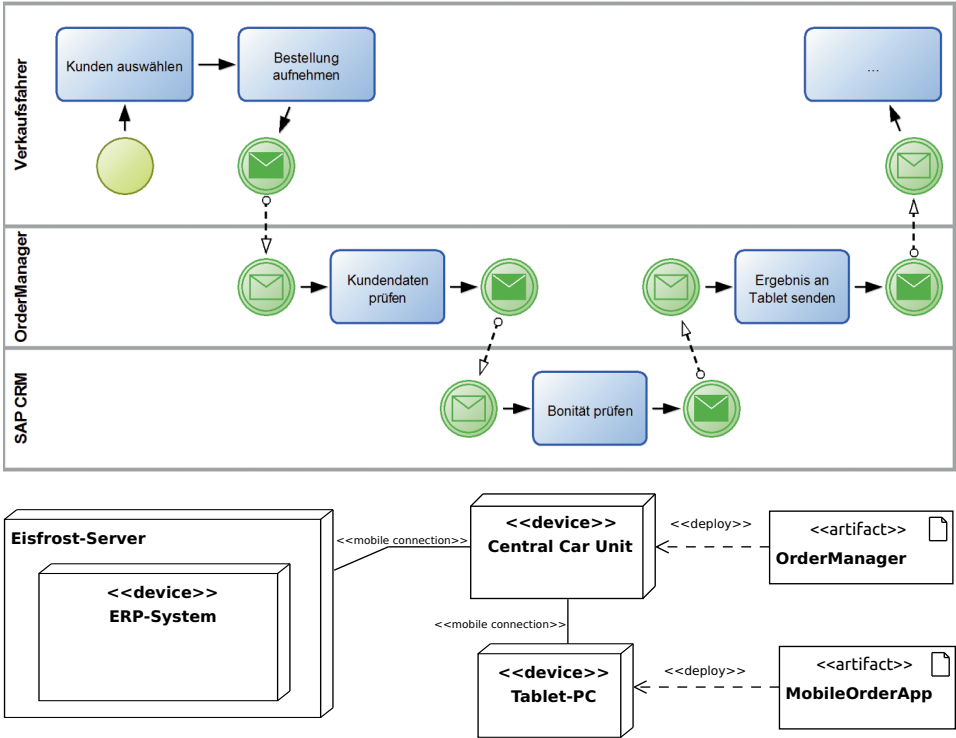 Verkaufsfahrer
Kunden auswählen
Bestellung
aufnehmen
...
OrderManager
Kundendaten
prüfen
Ergebnis an
Tablet senden
SAP CRM
Bonität prüfen
Eisfrost-Server
<<device>>
ERP-System
<<mobile connection>>
<<device>>
Central Car Unit
<<deploy>>
<<artifact>>
OrderManager
<<mobile connection>>
<<device>>
Tablet-PC
<<deploy>>
<<artifact>>
MobileOrderApp